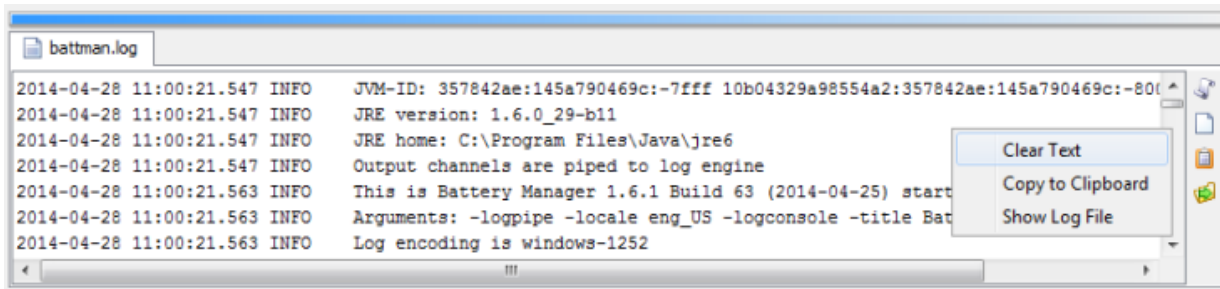 battman.log
2014-04-28 11:00:21.547 INFO JVM-ID: 357842ae:145a790469c:-7fff 10b04329a98554a2:357842ae:145a790469c:-800
2014-04-28 11:00:21.547 INFO JRE version: 1.6.0_29-b11
2014-04-28 11:00:21.547 INFO JRE home: C:\Program Files\Java\jre6
2014-04-28 11:00:21.547 INFO Output channels are piped to log engine
2014-04-28 11:00:21.563 INFO This is Battery Manager 1.6.1 Build 63 (2014-04-25) start
2014-04-28 11:00:21.563 INFO Arguments: -logpipe -locale eng_US -logconsole -title Bat
2014-04-28 11:00:21.563 INFO Log encoding is windows-1252
Clear Text
Copy to Clipboard
Show Log File